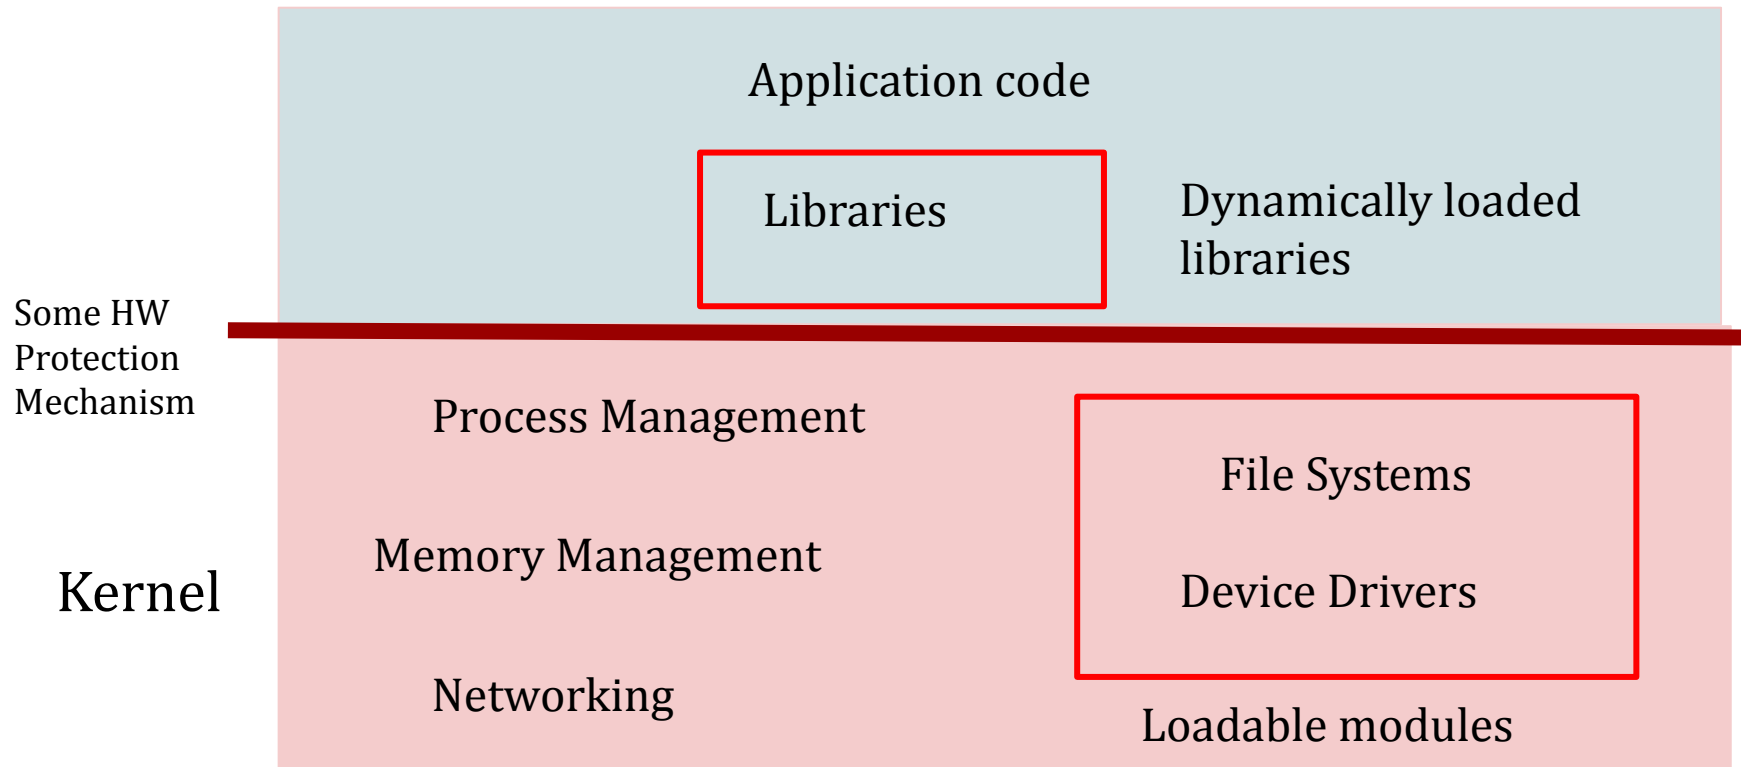 Application code
Libraries
Dynamically loaded
libraries
Some HW
Protection
Mechanism
Process Management
File Systems
Memory Management
Device Drivers
Kernel
Networking
Loadable modules